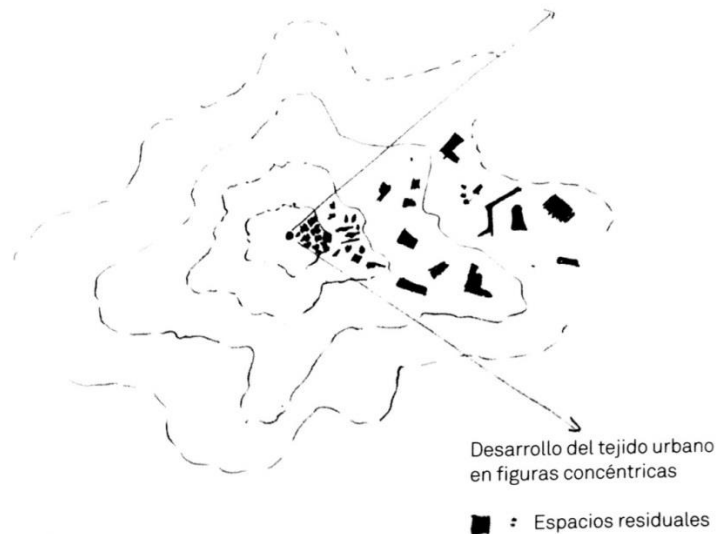 Desarrollo del tejido urbano
en figuras concéntricas
Espacios residuales